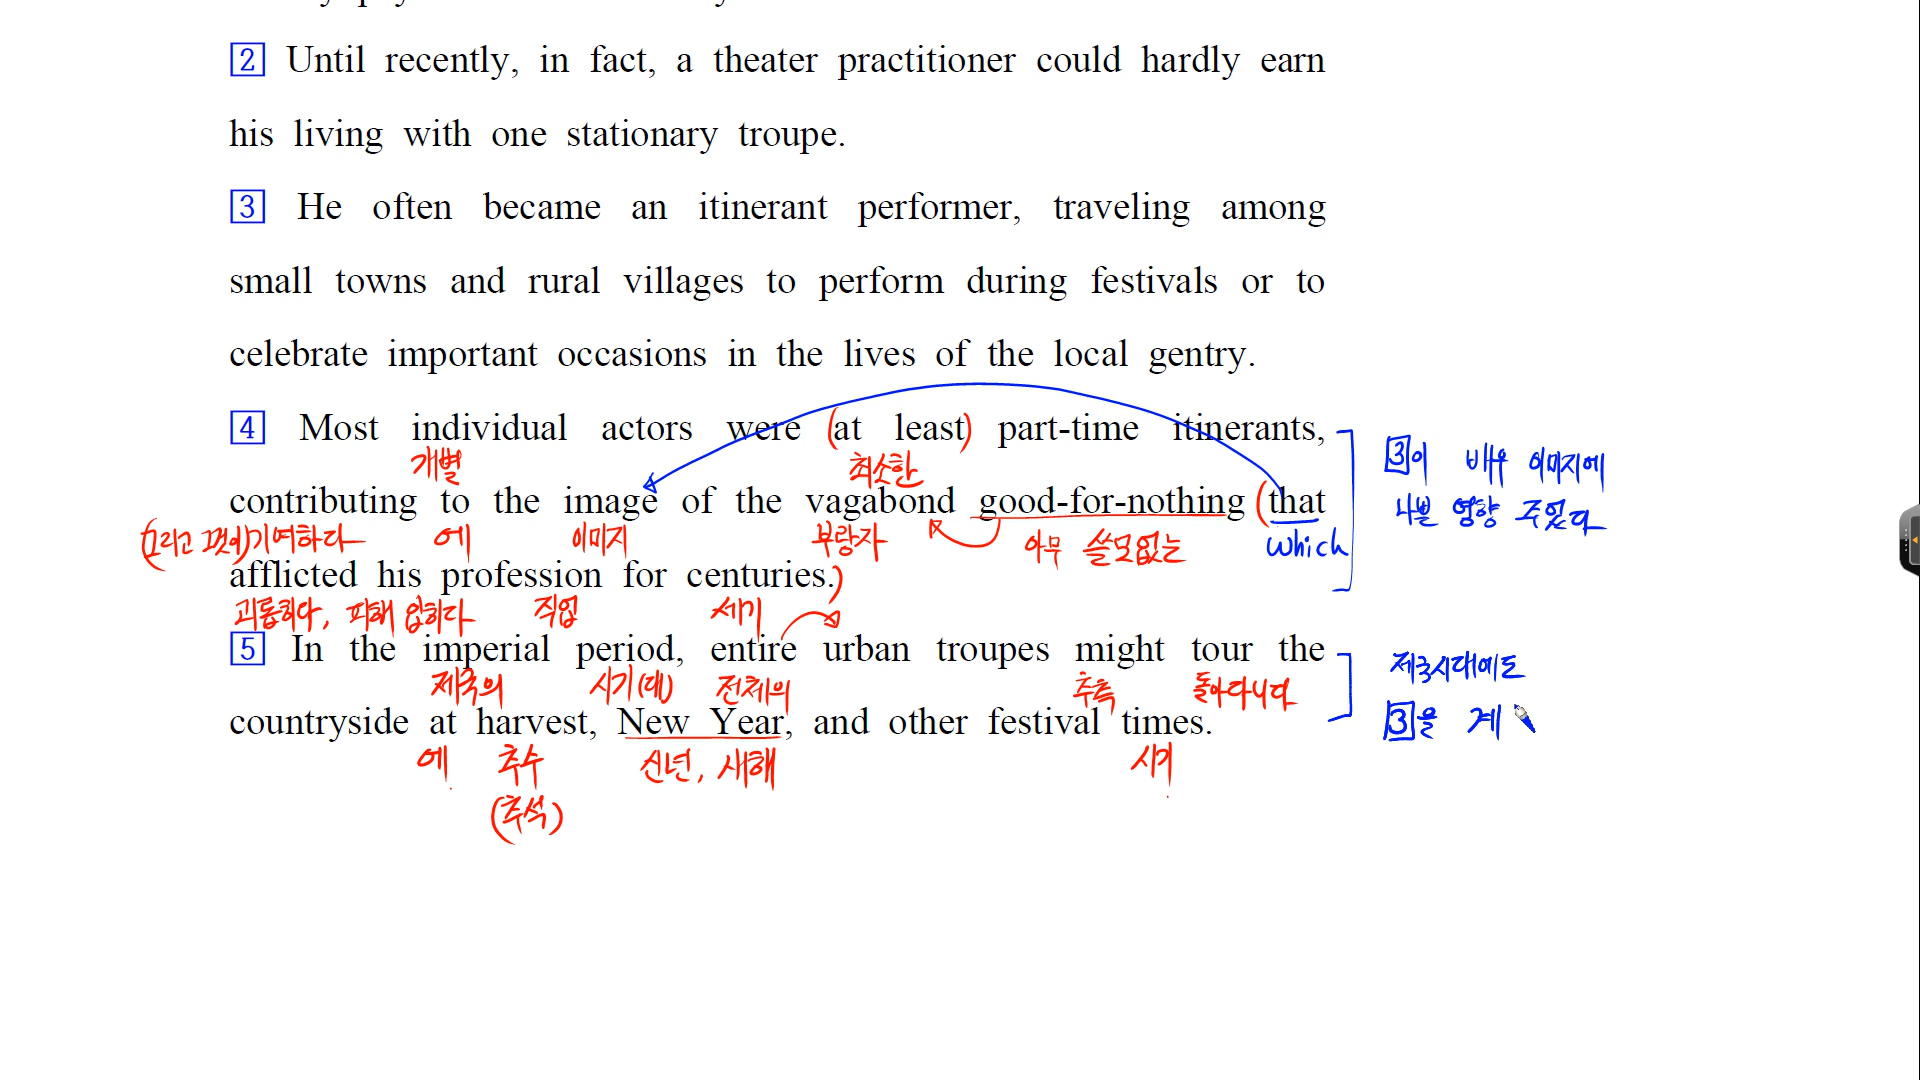 2 Until recently, in fact, a theater practitioner could hardly earn
his living with one stationary troupe.
3 He often became an itinerant performer, traveling among
small towns and rural villages to perform during festivals or to
celebrate important occasions in the lives of the local gentry.
4 Most individual actors were (at least) part-time itinerants,
개별 최소한
3이 배우 이미지에
contributing to the image of the vagabond good-for-nothing (that
나쁜 영향 주었다
(그리고 그것이) 기여하다 에 이미지 부랑자 아무 쓸모없는 which
afflicted his profession for centuries.)
괴롭히다, 피해 입히다 직업 세기
5 In the imperial period, entire urban troupes might tour the
제국의 시기(대) 전체의 추측 돌아다니다
제국시대에도
countryside at harvest, New Year, and other festival times.
3을 계
에 추수 신년, 새해 시기
(추석)